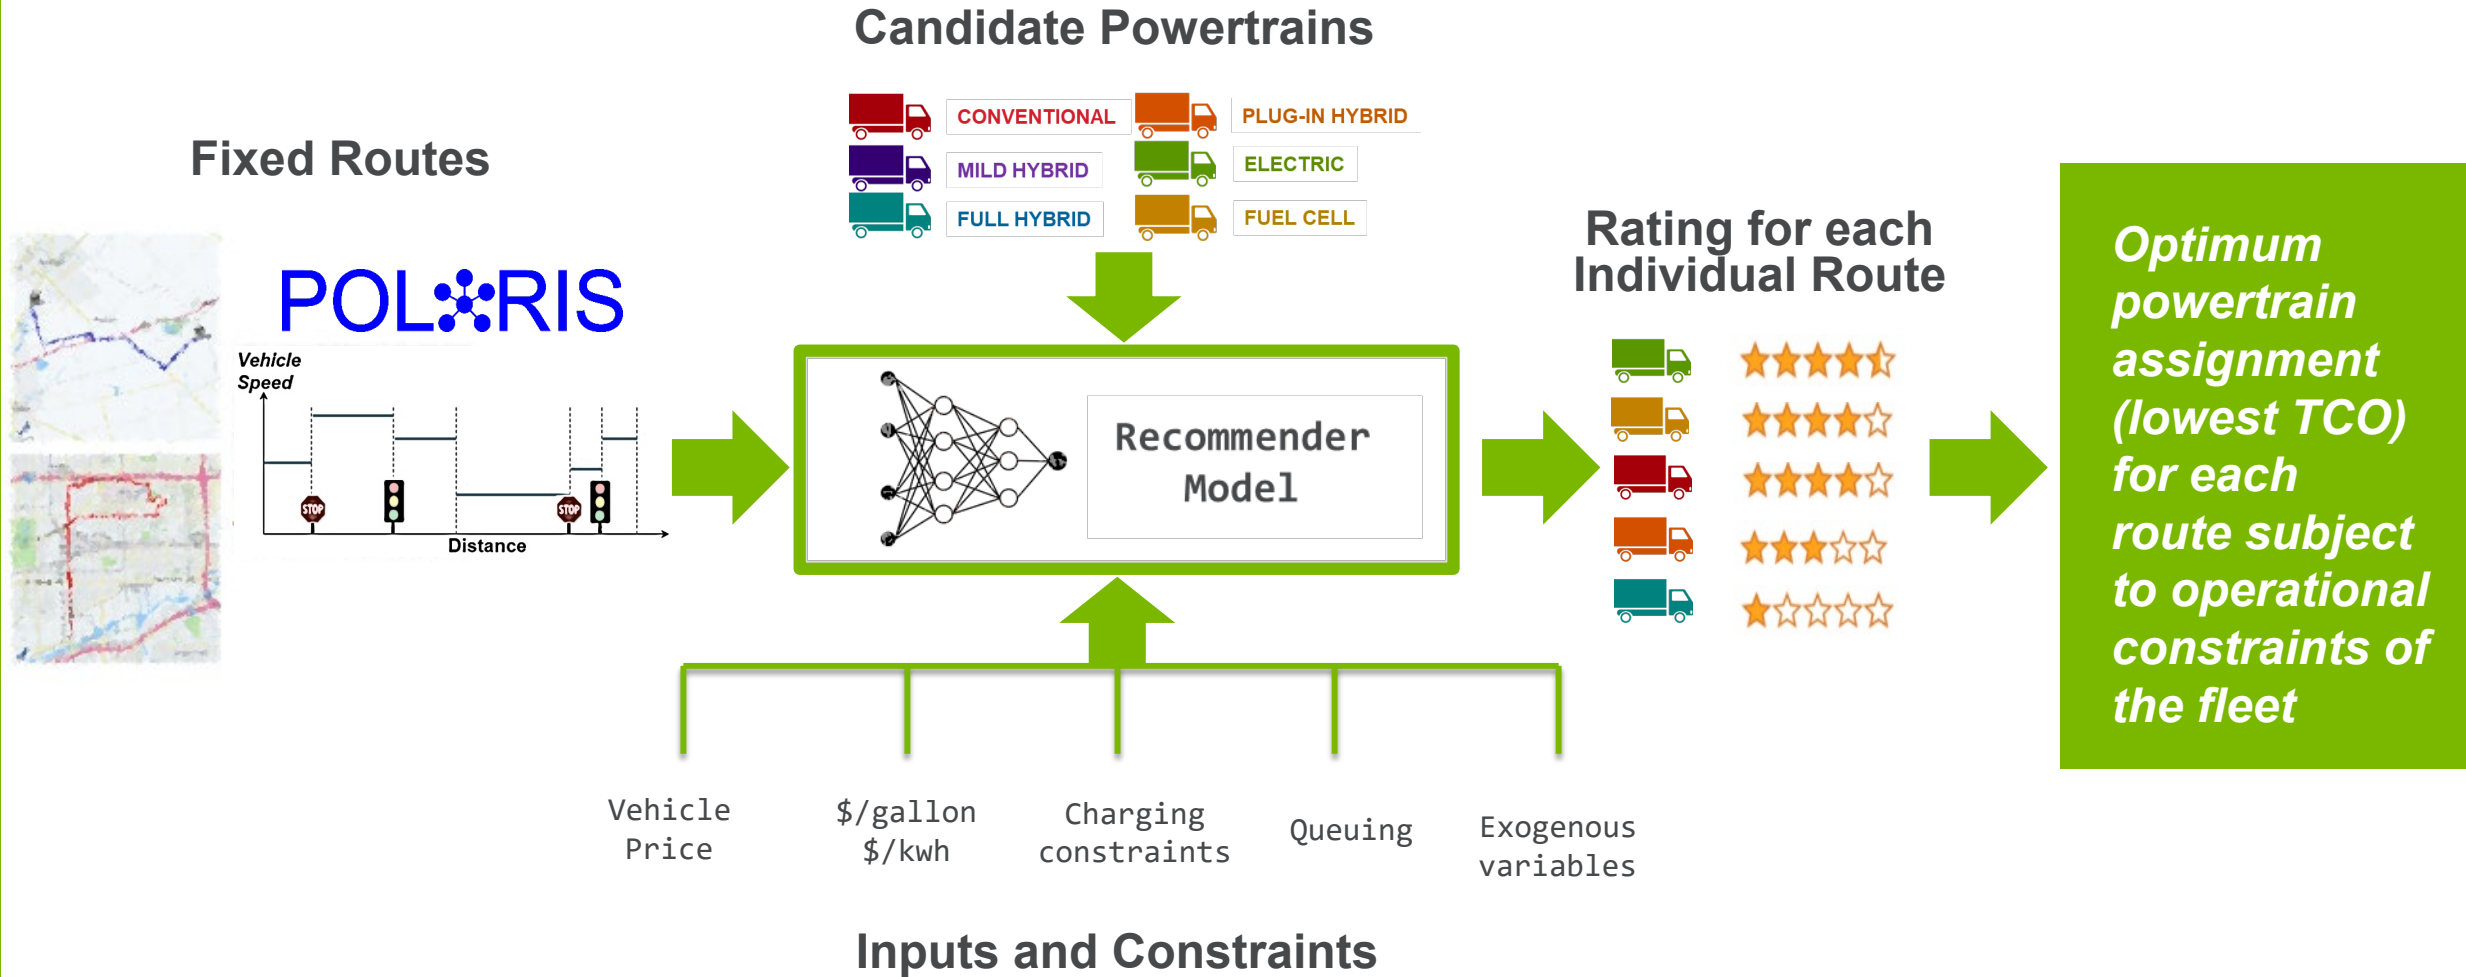 Candidate Powertrains
CONVENTIONAL
PLUG-IN HYBRID
MILD HYBRID
ELECTRIC
FULL HYBRID
FUEL CELL
Fixed Routes
POLARIS
Vehicle
Speed
STOP
STOP
Distance
Recommender
Model
Rating for each
Individual Route
Optimum
powertrain
assignment
(lowest TCO)
for each
route subject
to operational
constraints of
the fleet
Vehicle
Price
$/gallon
$/kwh
Charging
constraints
Queuing
Exogenous
variables
Inputs and Constraints